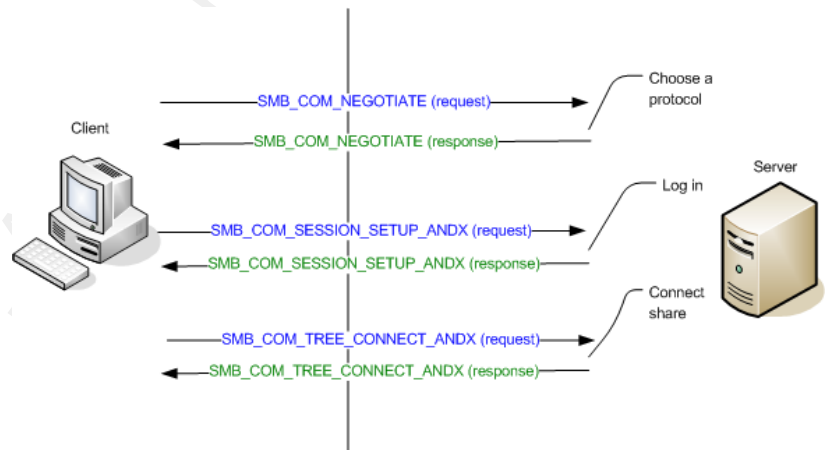 Choose a
protocol
SMB_COM_NEGOTIATE (request)
SMB_COM_NEGOTIATE (response)
Client
Server
Log in
SMB_COM_SESSION_SETUP_ANDX (request)
SMB_COM_SESSION_SETUP_ANDX (response)
Connect
share
SMB_COM_TREE_CONNECT_ANDX (request)
SMB_COM_TREE_CONNECT_ANDX (response)